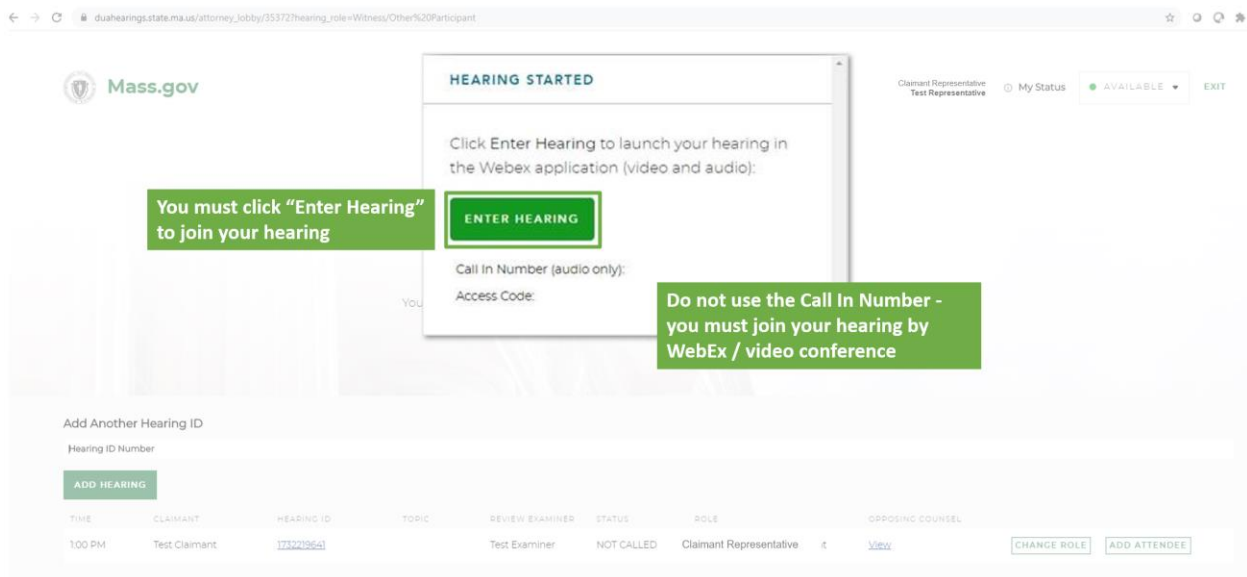 duahearings.state.ma.us/attorney_lobby/35372?hearing_role=Witness/Other%20Participant
Mass.gov
Claimant Representative
Test Representative
My Status
AVAILABLE
EXIT
HEARING STARTED
Click Enter Hearing to launch your hearing in
the Webex application (video and audio):
You must click “Enter Hearing”
to join your hearing
ENTER HEARING
Call In Number (audio only):
Access Code:
You
Do not use the Call In Number -
you must join your hearing by
WebEx / video conference
Add Another Hearing ID
Hearing ID Number
ADD HEARING
TIME CLAIMANT HEARING ID TOPIC REVIEW EXAMINER STATUS ROLE OPPOSING COUNSEL
1:00 PM Test Claimant 1732219641 Test Examiner NOT CALLED Claimant Representative t View CHANGE ROLE ADD ATTENDEE